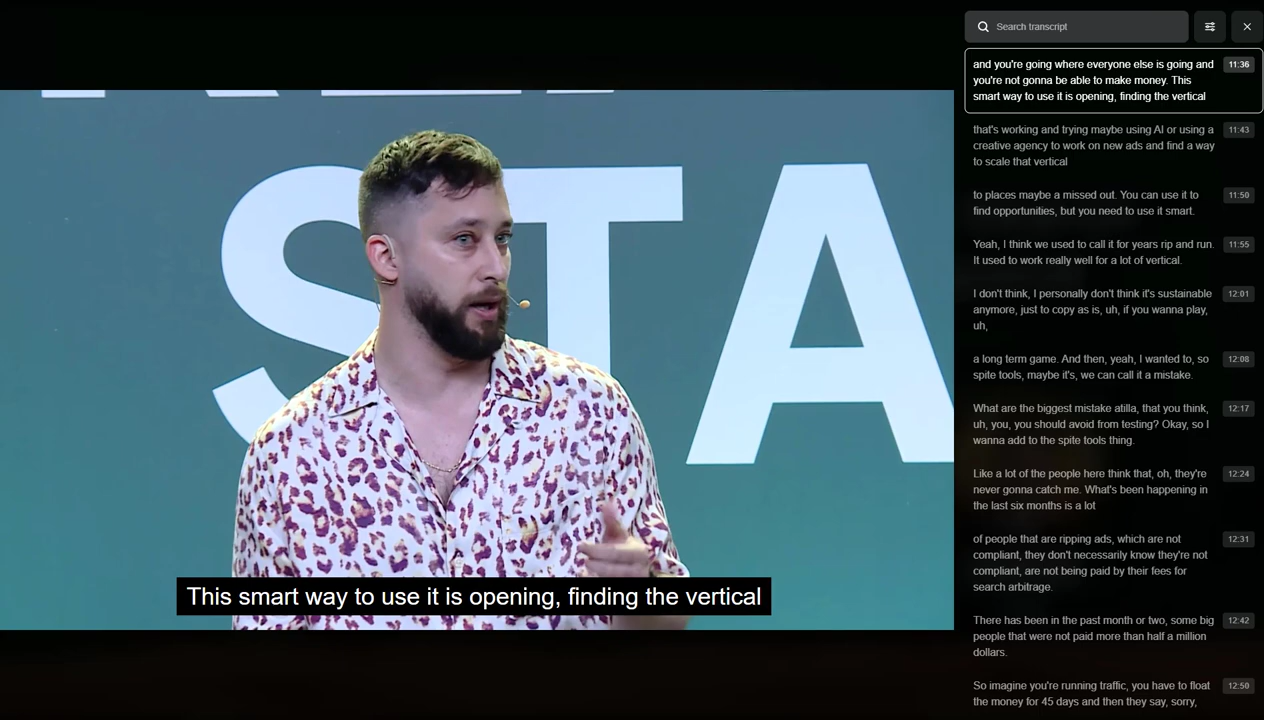 STA
This smart way to use it is opening, finding the vertical
Search transcript
and you're going where everyone else is going and
you're not gonna be able to make money. This
smart way to use it is opening, finding the vertical
11:36
that's working and trying maybe using AI or using a
creative agency to work on new ads and find a way
to scale that vertical
11:43
to places maybe a missed out. You can use it to
find opportunities, but you need to use it smart.
11:50
Yeah, I think we used to call it for years rip and run.
It used to work really well for a lot of vertical.
11:55
I don't think, I personally don't think it's sustainable
anymore, just to copy as is, uh, if you wanna play,
uh,
12:01
a long term game. And then, yeah, I wanted to, so
spite tools, maybe it's, we can call it a mistake.
12:08
What are the biggest mistake atilla, that you think,
uh, you, you should avoid from testing? Okay, so I
wanna add to the spite tools thing.
12:17
Like a lot of the people here think that, oh, they're
never gonna catch me. What's been happening in
the last six months is a lot
12:24
of people that are ripping ads, which are not
compliant, they don't necessarily know they're not
compliant, are not being paid by their fees for
search arbitrage.
12:31
There has been in the past month or two, some big
people that were not paid more than half a million
dollars.
12:42
So imagine you're running traffic, you have to float
the money for 45 days and then they say, sorry,
12:50